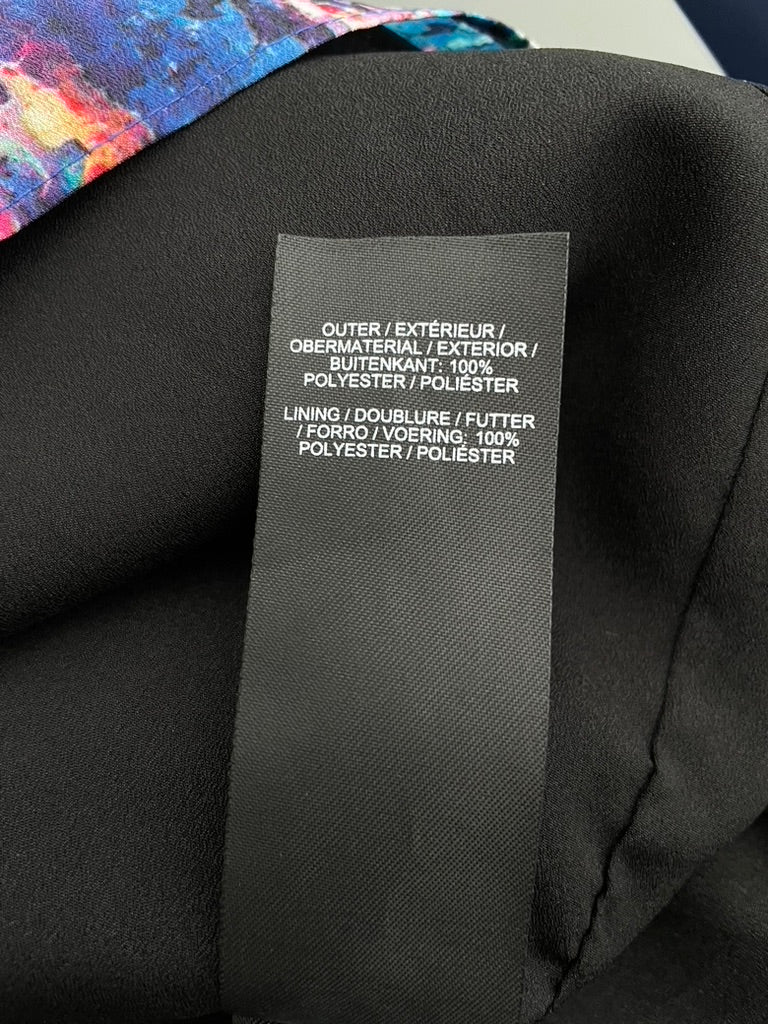 OUTER / EXTÉRIEUR /
OBERMATERIAL / EXTERIOR /
BUITENKANT: 100%
POLYESTER / POLIÉSTER
LINING / DOUBLURE / FUTTER
/ FORRO / VOERING: 100%
POLYESTER / POLIÉSTER